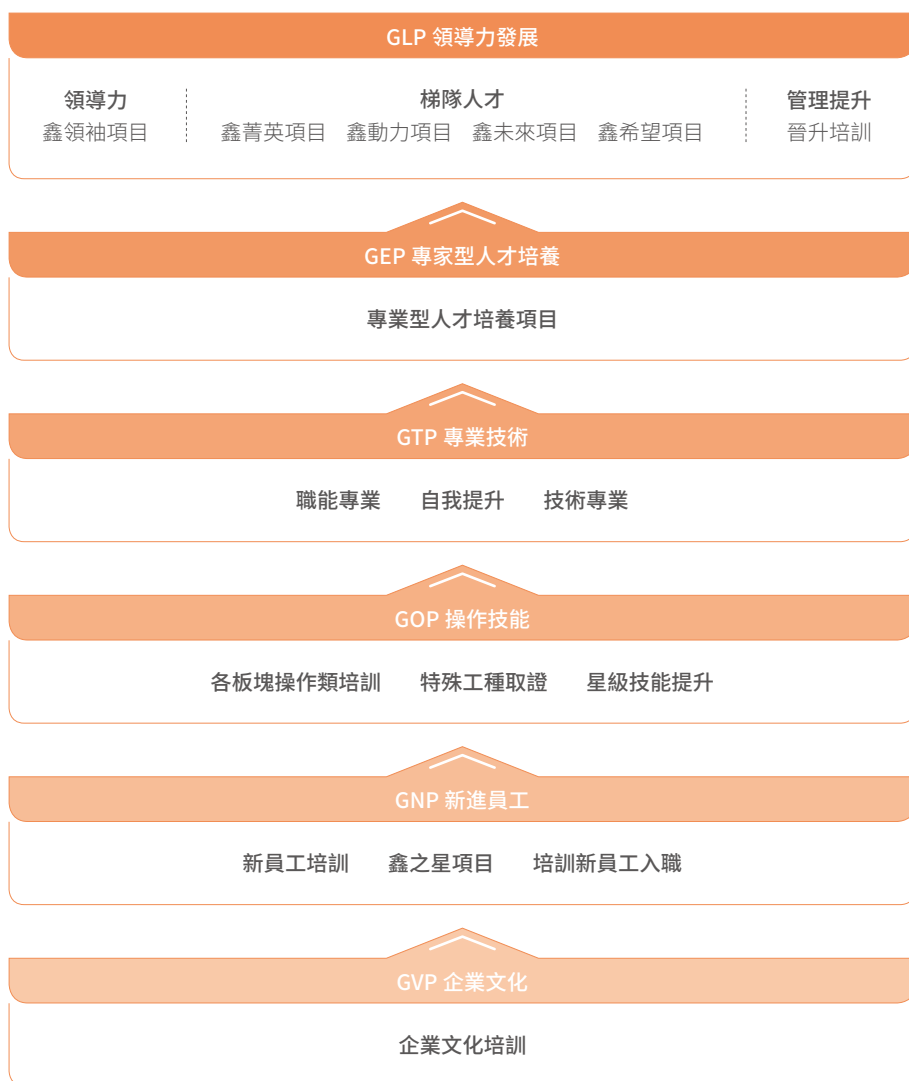 GLP 領導力發展
領導力 梯隊人才 管理提升
鑫領袖項目 鑫菁英項目 鑫動力項目 鑫未來項目 鑫希望項目 晉升培訓
GEP 專家型人才培養
專業型人才培養項目
GTP 專業技術
職能專業 自我提升 技術專業
GOP 操作技能
各板塊操作類培訓 特殊工種取證 星級技能提升
GNP 新進員工
新員工培訓 鑫之星項目 培訓新員工入職
GVP 企業文化
企業文化培訓